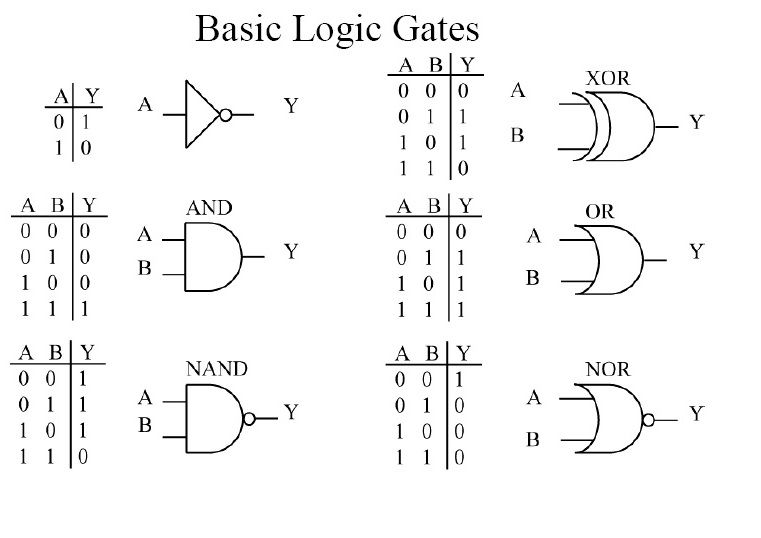 Basic Logic Gates
A Y
0 1
1 0
A
Y
A B Y
0 0 0
0 1 1
1 0 1
1 1 0
XOR
A
B
Y
A B Y
0 0 0
0 1 0
1 0 0
1 1 1
AND
A
B
Y
A B Y
0 0 0
0 1 1
1 0 1
1 1 1
OR
A
B
Y
A B Y
0 0 1
0 1 1
1 0 1
1 1 0
NAND
A
B
Y
A B Y
0 0 1
0 1 0
1 0 0
1 1 0
NOR
A
B
Y